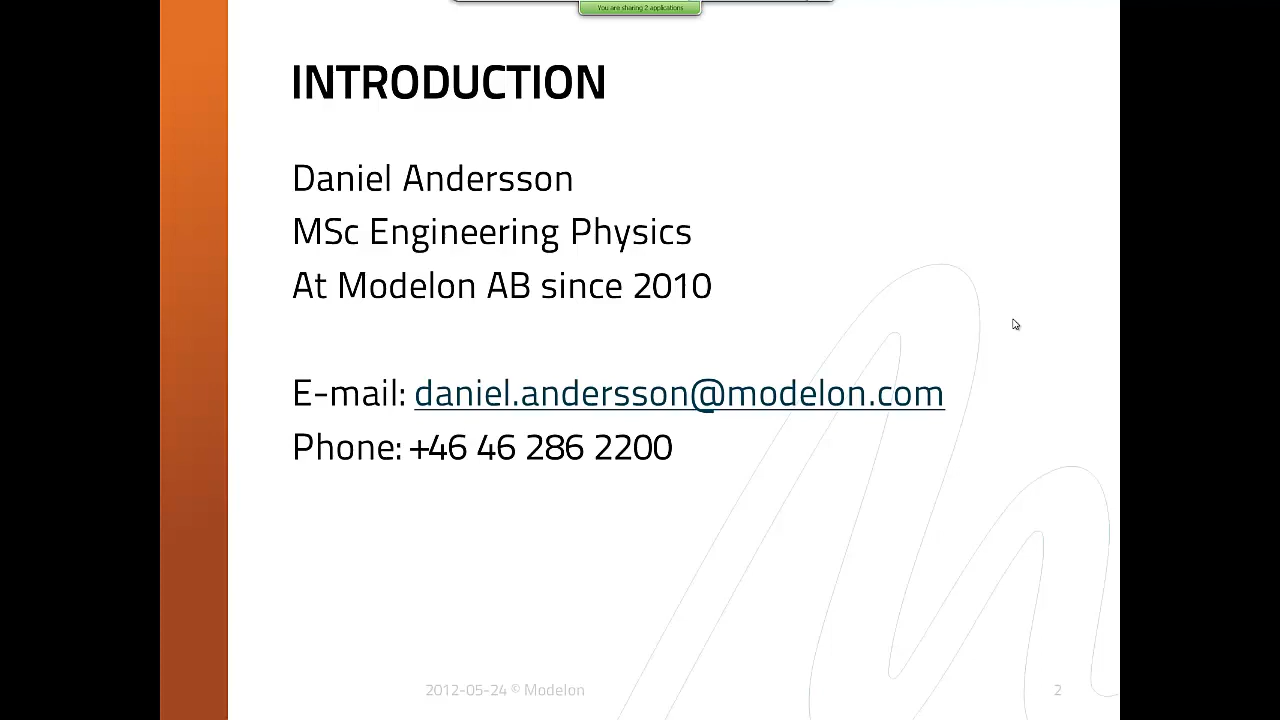 You are sharing 2 applications
INTRODUCTION
Daniel Andersson
MSc Engineering Physics
At Modelon AB since 2010
E-mail: daniel.andersson@modelon.com
Phone: +46 46 286 2200
2012-05-24 © Modelon
2